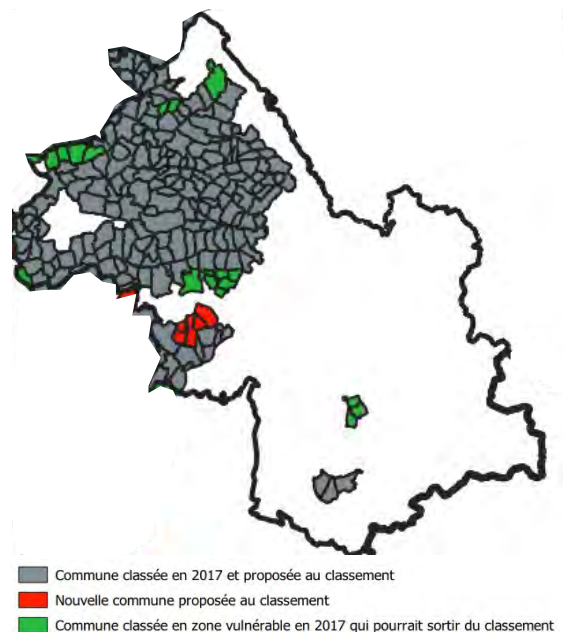 Commune classée en 2017 et proposée au classement
Nouvelle commune proposée au classement
Commune classée en zone vulnérable en 2017 qui pourrait sortir du classement